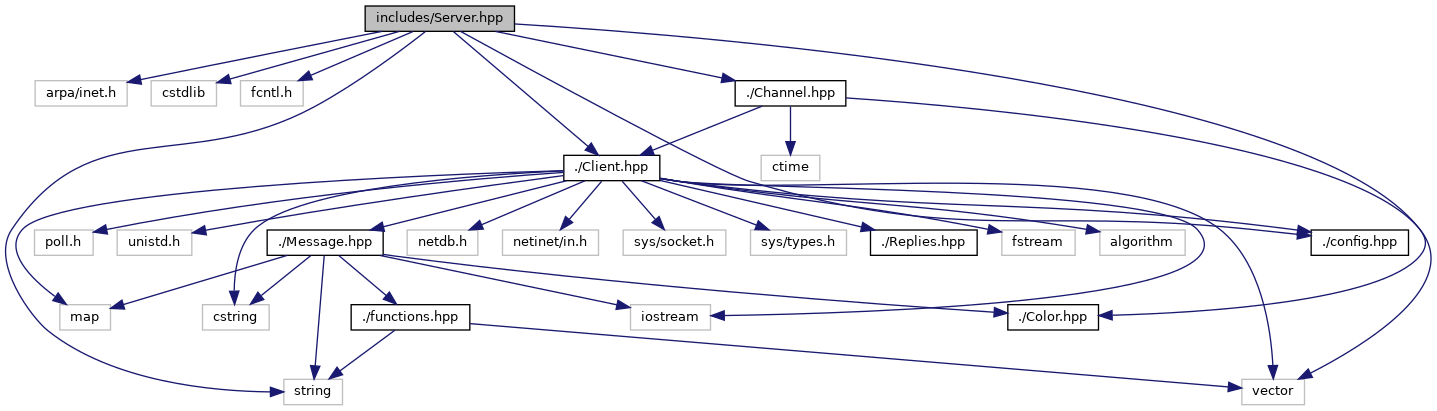 includes/Server.hpp
arpa/inet.h
cstdlib
fcntl.h
./Channel.hpp
./Client.hpp
ctime
poll.h
unistd.h
./Message.hpp
netdb.h
netinet/in.h
sys/socket.h
sys/types.h
./Replies.hpp
fstream
algorithm
./config.hpp
map
cstring
./functions.hpp
iostream
./Color.hpp
string
vector